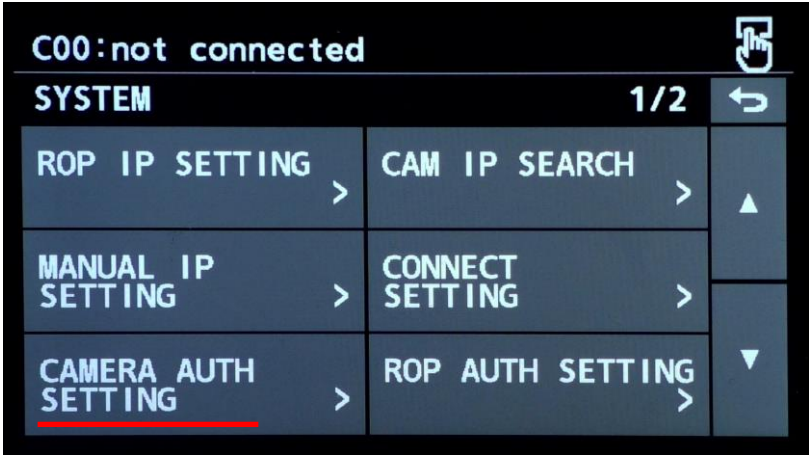 C00:not connected
SYSTEM 1/2
ROP IP SETTING >
CAM IP SEARCH >
MANUAL IP
SETTING >
CONNECT
SETTING >
CAMERA AUTH
SETTING >
ROP AUTH SETTING
>